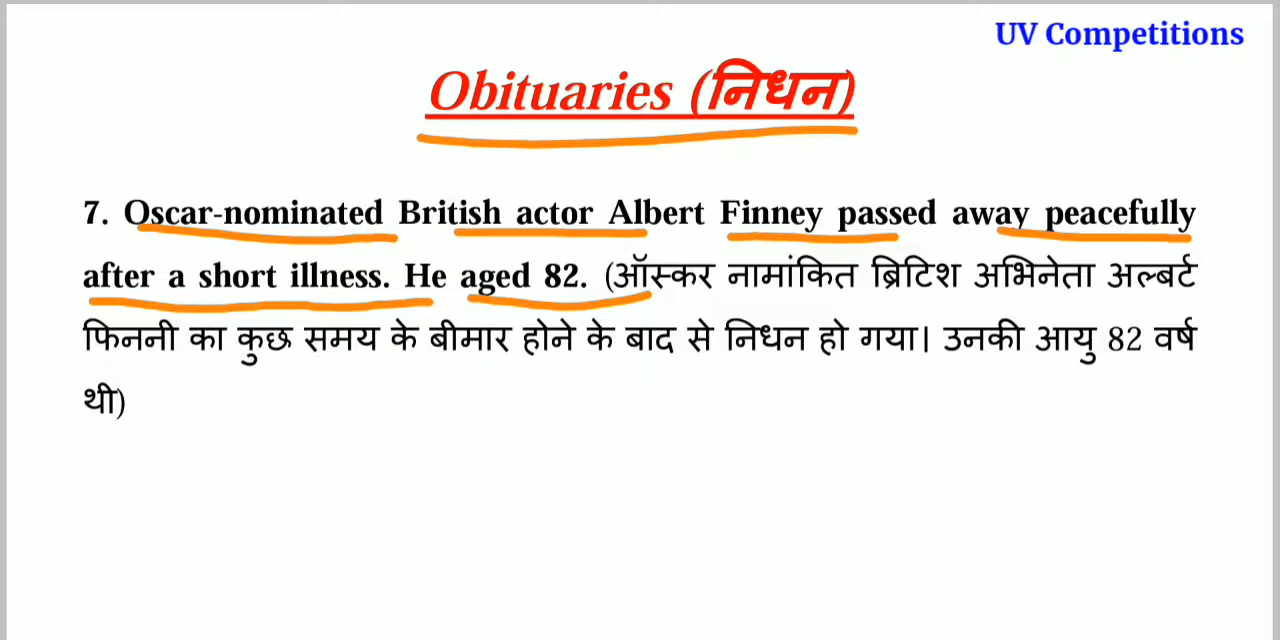 UV Competitions
Obituaries (निधन)
7. Oscar-nominated British actor Albert Finney passed away peacefully
after a short illness. He aged 82. (ऑस्कर नामांकित ब्रिटिश अभिनेता अल्बर्ट
फिननी का कुछ समय के बीमार होने के बाद से निधन हो गया। उनकी आयु 82 वर्ष
थी)